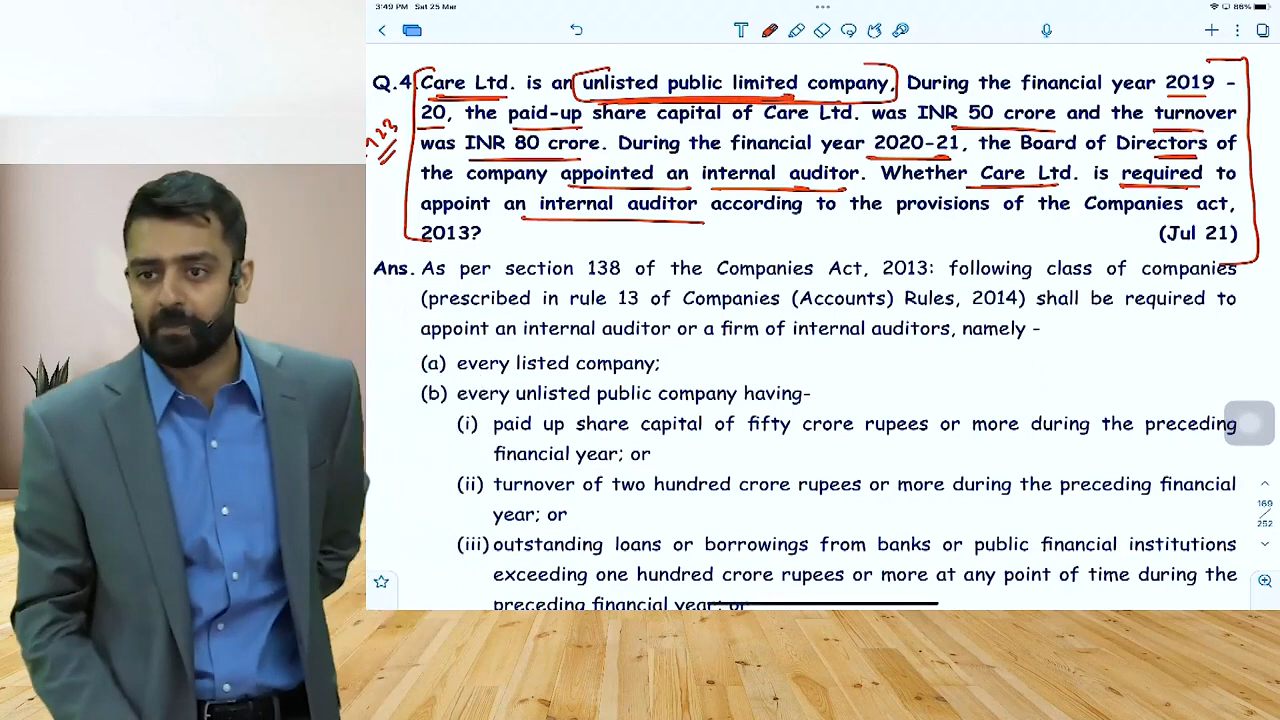 3:49 PM Sat 25 Mar
86%
Q.4 Care Ltd. is an unlisted public limited company. During the financial year 2019 -
20, the paid-up share capital of Care Ltd. was INR 50 crore and the turnover
was INR 80 crore. During the financial year 2020-21, the Board of Directors of
the company appointed an internal auditor. Whether Care Ltd. is required to
appoint an internal auditor according to the provisions of the Companies act,
2013? (Jul 21)
Ans. As per section 138 of the Companies Act, 2013: following class of companies
(prescribed in rule 13 of Companies (Accounts) Rules, 2014) shall be required to
appoint an internal auditor or a firm of internal auditors, namely -
(a) every listed company;
(b) every unlisted public company having-
(i) paid up share capital of fifty crore rupees or more during the preceding
financial year; or
(ii) turnover of two hundred crore rupees or more during the preceding financial
year; or
(iii) outstanding loans or borrowings from banks or public financial institutions
exceeding one hundred crore rupees or more at any point of time during the
preceding financial year; or
169
252